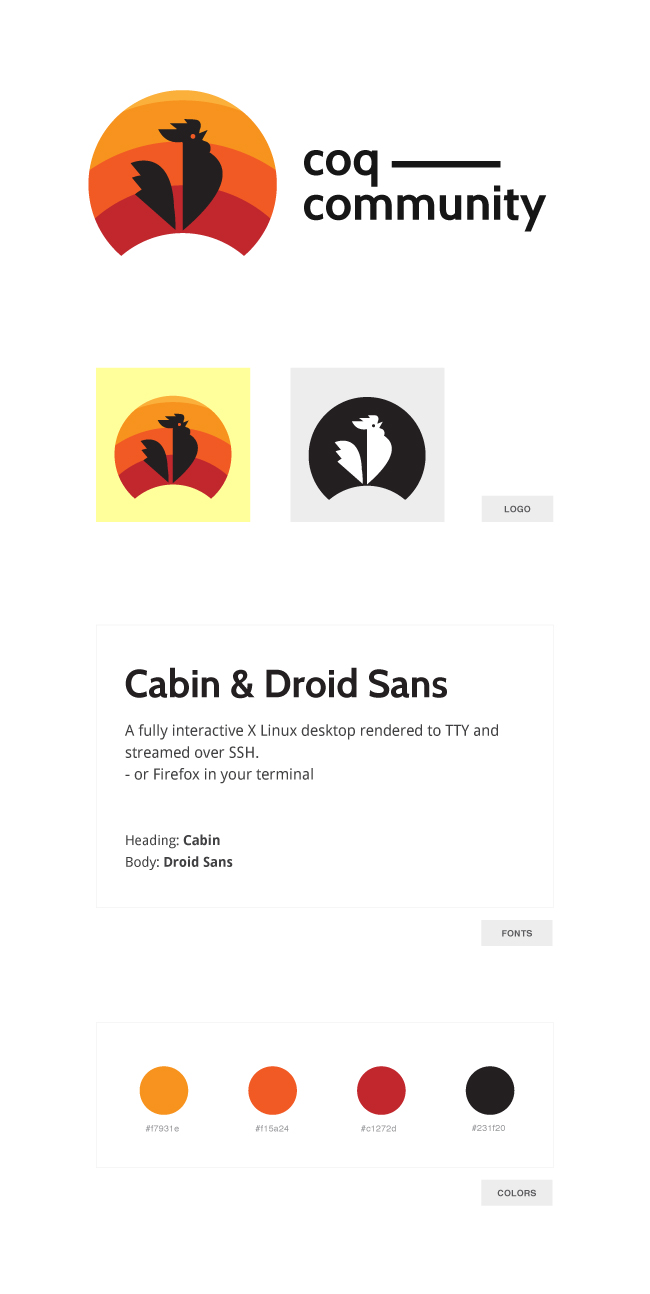 coq
community
LOGO
Cabin & Droid Sans
A fully interactive X Linux desktop rendered to TTY and
streamed over SSH.
- or Firefox in your terminal
Heading: Cabin
Body: Droid Sans
FONTS
#f7931e
#f15a24
#c1272d
#231f20
COLORS